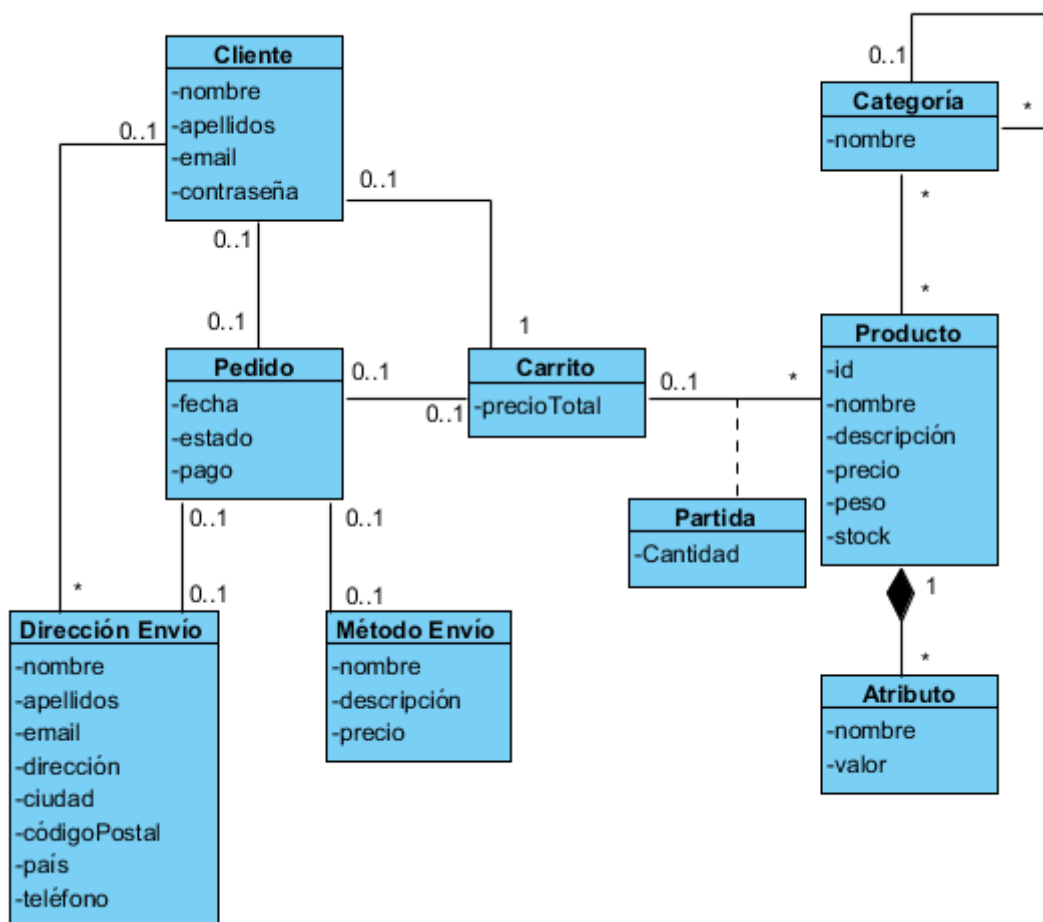 Cliente
-nombre
-apellidos
-email
-contraseña
0..1
0..1
0..1
0..1
*
Categoría
-nombre
*
*
0..1
Pedido
-fecha
-estado
-pago
0..1
0..1
1
Carrito
-precioTotal
0..1
*
Producto
-id
-nombre
-descripción
-precio
-peso
-stock
Partida
-Cantidad
0..1
0..1
*
0..1
0..1
1
*
Dirección Envío
-nombre
-apellidos
-email
-dirección
-ciudad
-códigoPostal
-país
-teléfono
Método Envío
-nombre
-descripción
-precio
Atributo
-nombre
-valor